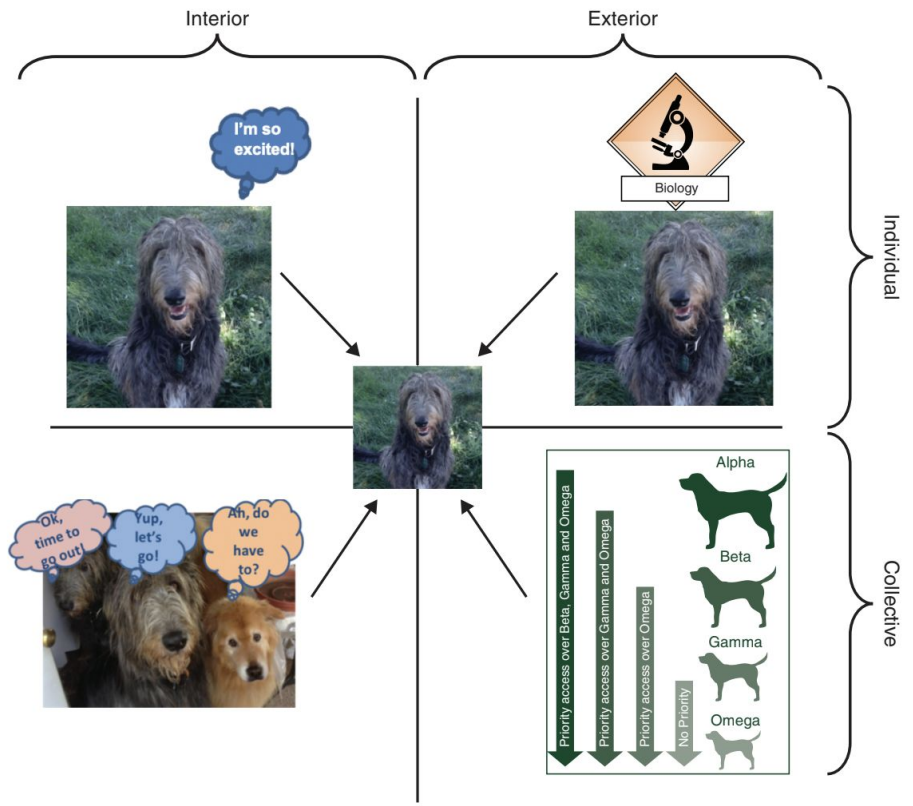 Interior
Exterior
I'm so
excited!
Biology
Individual
Ok,
time to
go out!
Yup,
let's
go!
Ah, do
we
have
to?
Priority access over Beta, Gamma and Omega
Priority access over Gamma and Omega
Priority access over Omega
No Priority
Alpha
Beta
Gamma
Omega
Collective